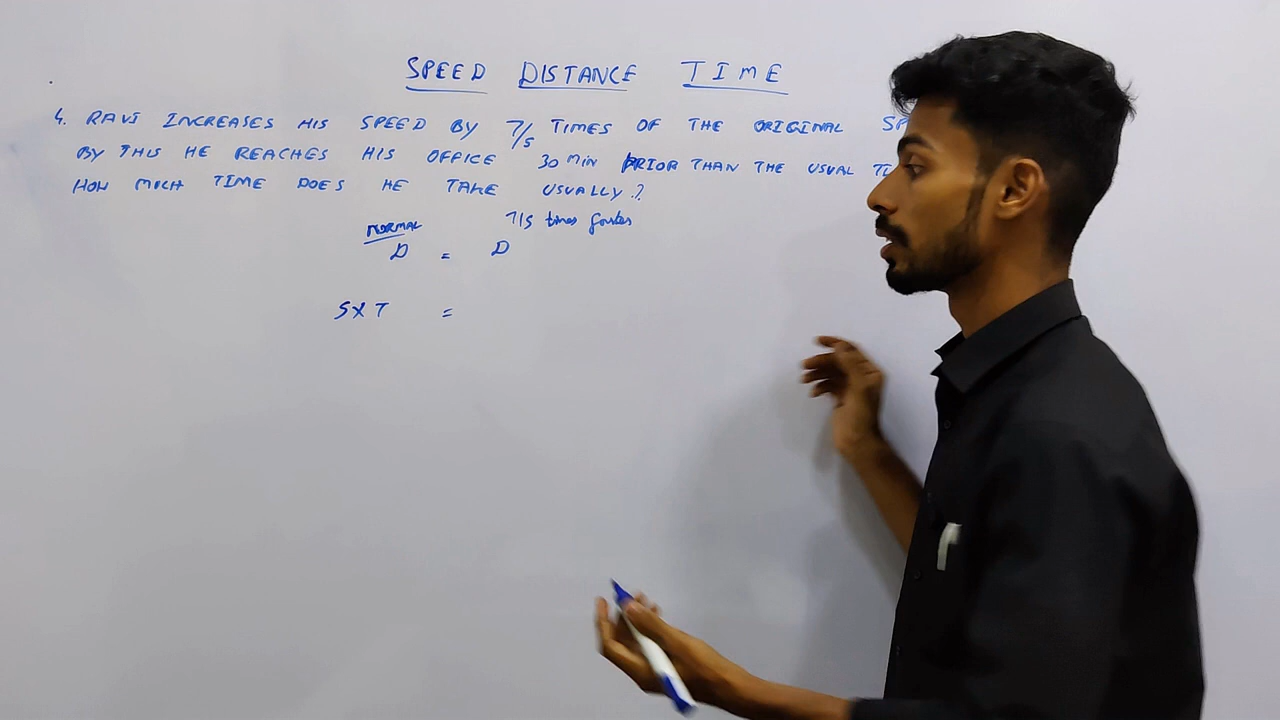 SPEED DISTANCE TIME
4. RAVI INCREASES HIS SPEED BY 7/5 TIMES OF THE ORIGINAL SP
BY THIS HE REACHES HIS OFFICE 30 MIN PRIOR THAN THE USUAL
HOW MUCH TIME DOES HE TAKE USUALLY?
NORMAL 7/5 times
D = D
S X T =